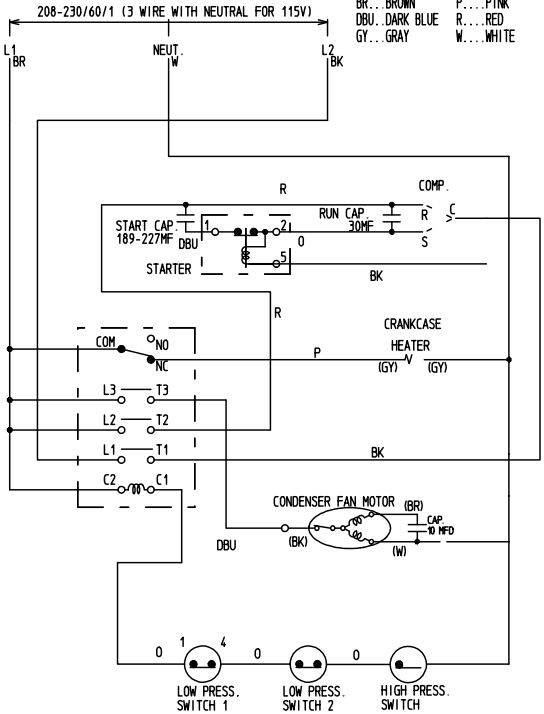 208-230/60/1 (3 WIRE WITH NEUTRAL FOR 115V)
BR...BROWN P....PINK
DBU..DARK BLUE R...RED
GY...GRAY W....WHITE
L1
BR
NEUT.
W
L2
BK
R
COMP.
START CAP.
189-227MF
DBU
1
2
O
RUN CAP.
30MF
R
C
S
STARTER
5
BK
R
CRANKCASE
HEATER
COM
NO
NC
P
(GY)
(GY)
L3
T3
L2
T2
L1
T1
BK
C2
C1
CONDENSER FAN MOTOR
(BR)
CAP.
10 MFD
DBU
(BK)
(W)
O
1
4
O
O
LOW PRESS.
SWITCH 1
LOW PRESS.
SWITCH 2
HIGH PRESS.
SWITCH